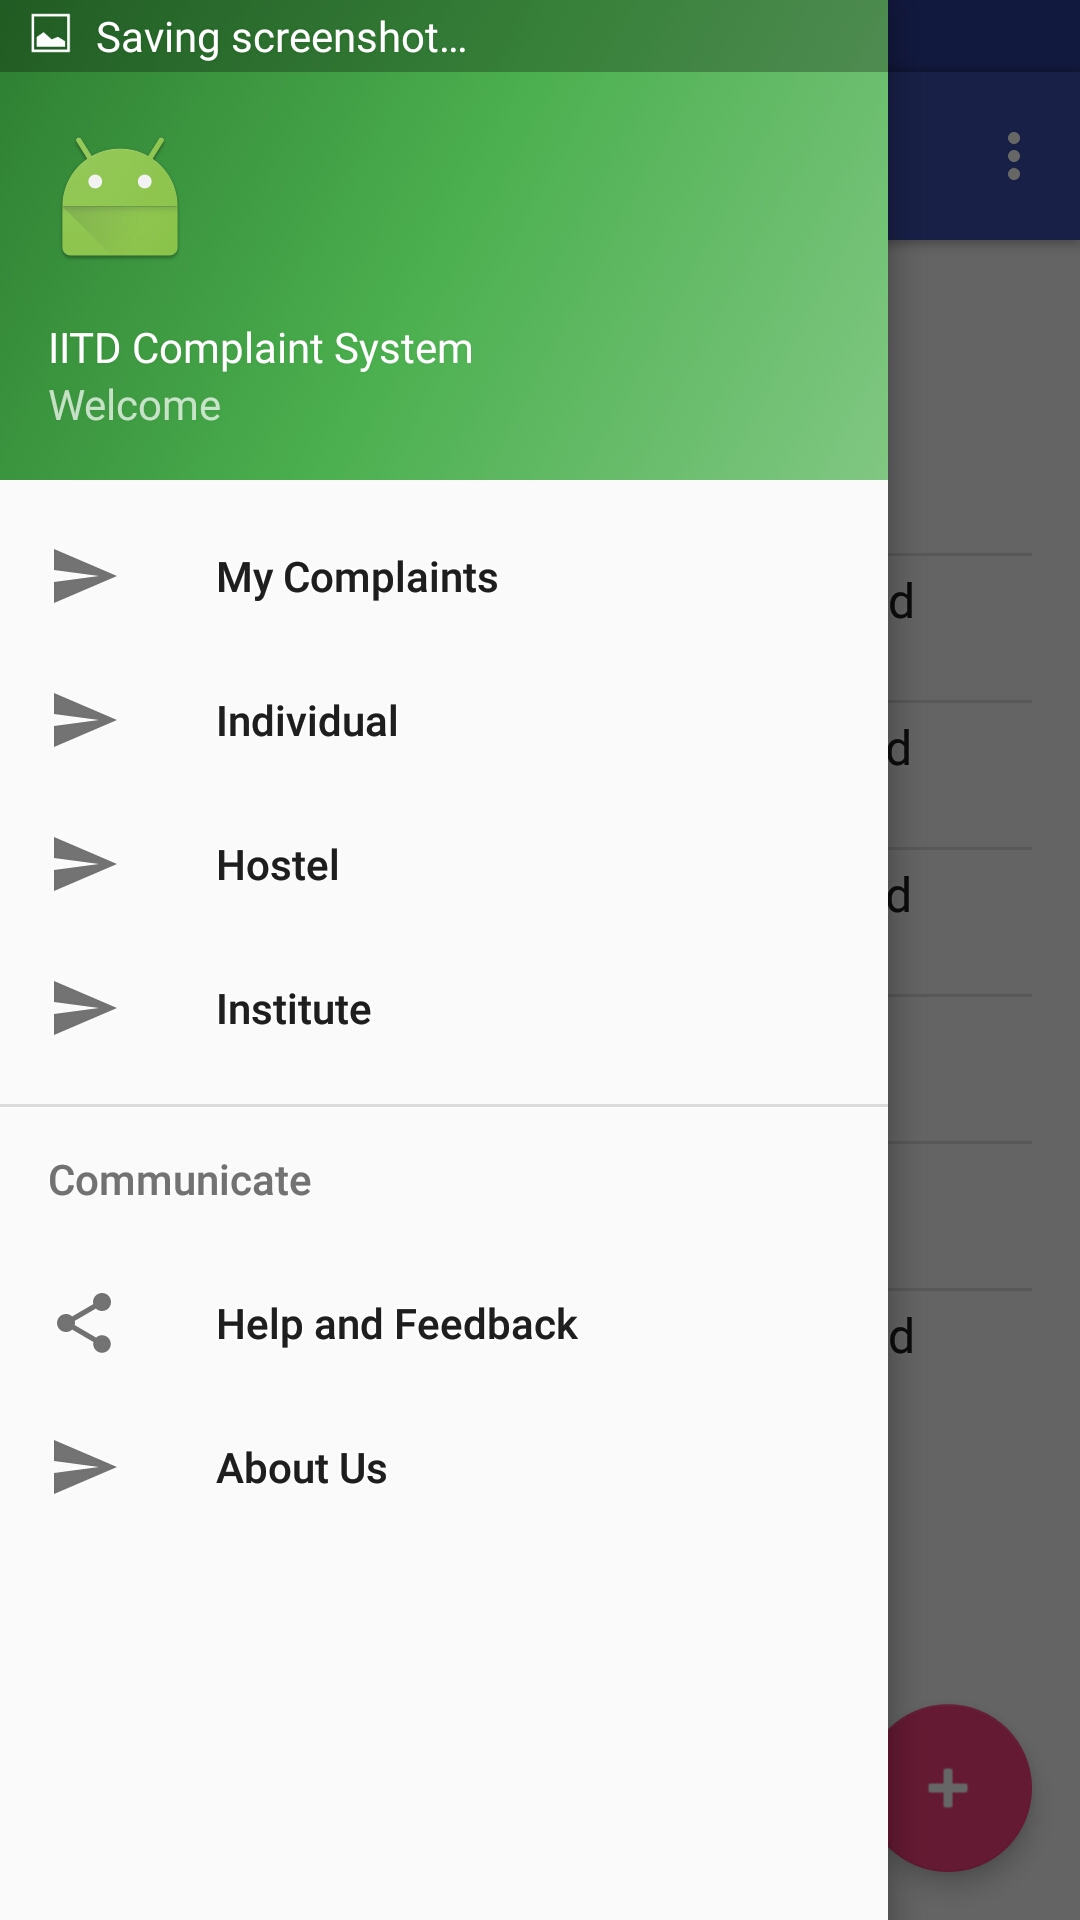 Saving screenshot...
IITD Complaint System
Welcome
My Complaints
Individual
d
Hostel
d
Institute
d
Communicate
Help and Feedback
d
About Us